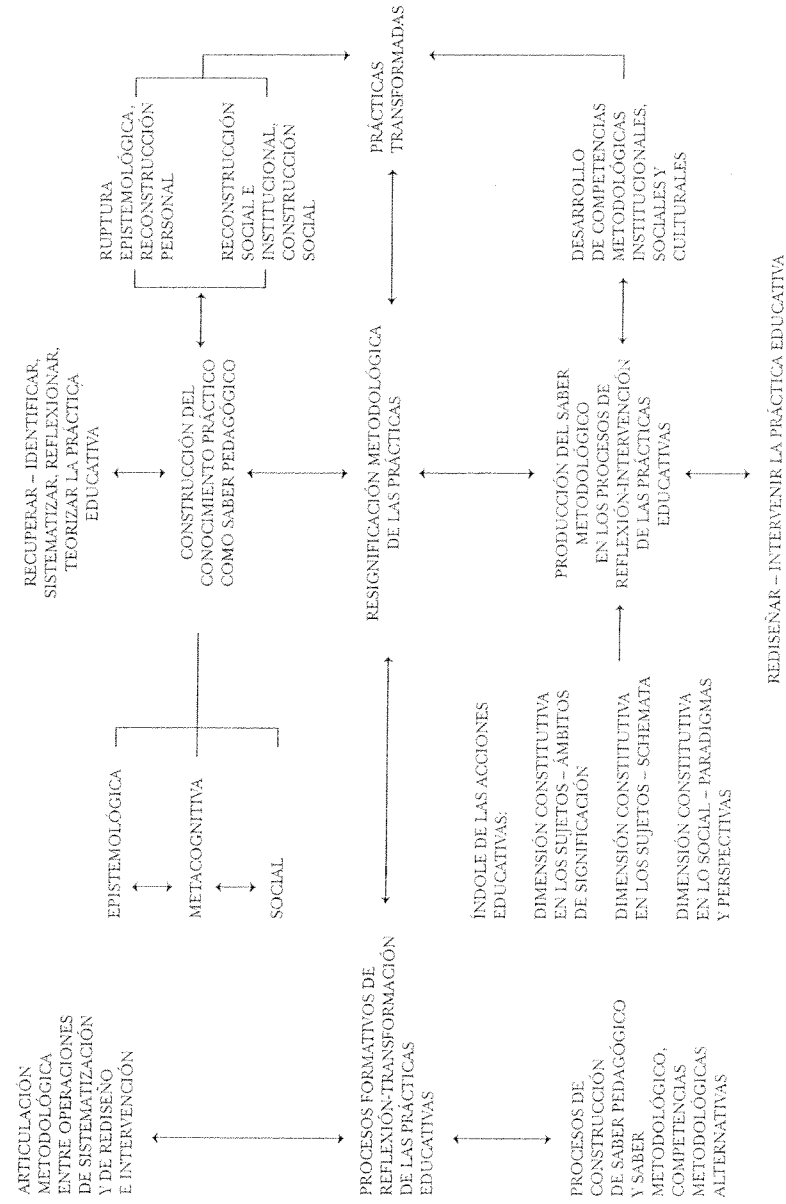 ARTICULACIÓN
METODOLÓGICA
ENTRE OPERACIONES
DE SISTEMATIZACIÓN
Y DE REDISEÑO
E INTERVENCIÓN
PROCESOS FORMATIVOS DE
REFLEXIÓN-TRANSFORMACIÓN
DE LAS PRÁCTICAS
EDUCATIVAS
PROCESOS DE
CONSTRUCCIÓN
DE SABER PEDAGÓGICO
Y SABER
METODOLÓGICO,
COMPETENCIAS
METODOLÓGICAS
ALTERNATIVAS
EPISTEMOLÓGICA
METACOGNITIVA
SOCIAL
ÍNDOLE DE LAS ACCIONES
EDUCATIVAS:
DIMENSIÓN CONSTITUTIVA
EN LOS SUJETOS – ÁMBITOS
DE SIGNIFICACIÓN
DIMENSIÓN CONSTITUTIVA
EN LOS SUJETOS – SCHEMATA
DIMENSIÓN CONSTITUTIVA
EN LO SOCIAL – PARADIGMAS
Y PERSPECTIVAS
RECUPERAR – IDENTIFICAR,
SISTEMATIZAR, REFLEXIONAR,
TEORIZAR LA PRÁCTICA
EDUCATIVA
CONSTRUCCIÓN DEL
CONOCIMIENTO PRÁCTICO
COMO SABER PEDAGÓGICO
RESIGNIFICACIÓN METODOLÓGICA
DE LAS PRÁCTICAS
PRODUCCIÓN DEL SABER
METODOLÓGICO
EN LOS PROCESOS DE
REFLEXIÓN-INTERVENCIÓN
DE LAS PRÁCTICAS
EDUCATIVAS
REDISEÑAR – INTERVENIR LA PRÁCTICA EDUCATIVA
RUPTURA
EPISTEMOLÓGICA,
RECONSTRUCCIÓN
PERSONAL
RECONSTRUCCIÓN
SOCIAL E
INSTITUCIONAL,
CONSTRUCCIÓN
SOCIAL
PRÁCTICAS
TRANSFORMADAS
DESARROLLO
DE COMPETENCIAS
METODOLÓGICAS
INSTITUCIONALES,
SOCIALES Y
CULTURALES